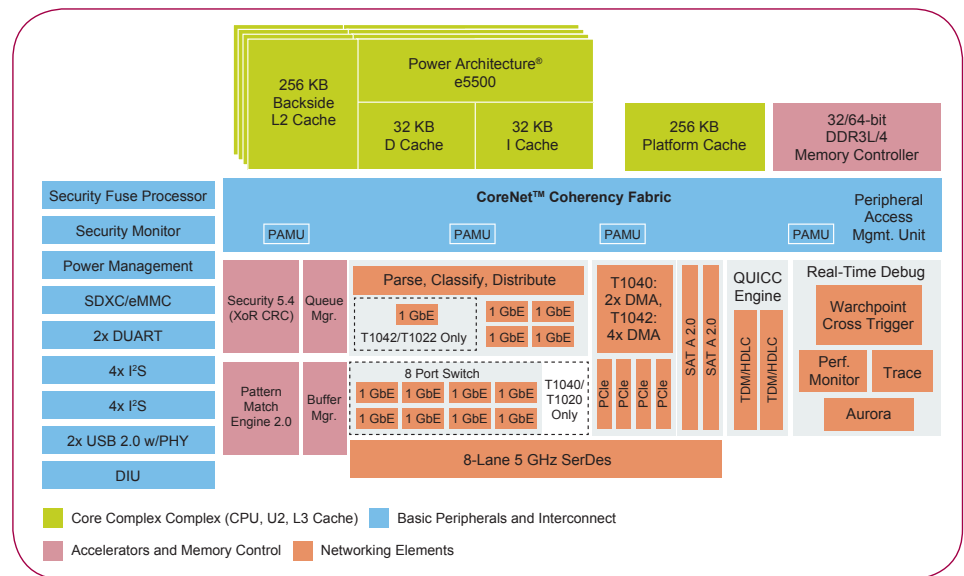 256 KB
Backside
L2 Cache
Power Architecture®
e5500
32 KB
D Cache
32 KB
I Cache
256 KB
Platform Cache
32/64-bit
DDR3L/4
Memory Controller
Security Fuse Processor
Security Monitor
Power Management
SDXC/eMMC
2x DUART
4x I²S
4x I²S
2x USB 2.0 w/PHY
DIU
CoreNet™ Coherency Fabric
PAMU
PAMU
PAMU
PAMU
Peripheral
Access
Mgmt. Unit
Security 5.4
(XoR CRC)
Queue
Mgr.
Parse, Classify, Distribute
1 GbE
T1042/T1022 Only
1 GbE
1 GbE
1 GbE
1 GbE
Pattern
Match
Engine 2.0
Buffer
Mgr.
8 Port Switch
1 GbE
1 GbE
1 GbE
1 GbE
1 GbE
1 GbE
1 GbE
1 GbE
T1040/
T1020
Only
T1040:
2x DMA,
T1042:
4x DMA
PCIe
PCIe
PCIe
PCIe
SAT A 2.0
SAT A 2.0
8-Lane 5 GHz SerDes
QUICC
Engine
TDM/HDLC
TDM/HDLC
Real-Time Debug
Warchpoint
Cross Trigger
Perf.
Monitor
Trace
Aurora
Core Complex Complex (CPU, U2, L3 Cache)
Basic Peripherals and Interconnect
Accelerators and Memory Control
Networking Elements